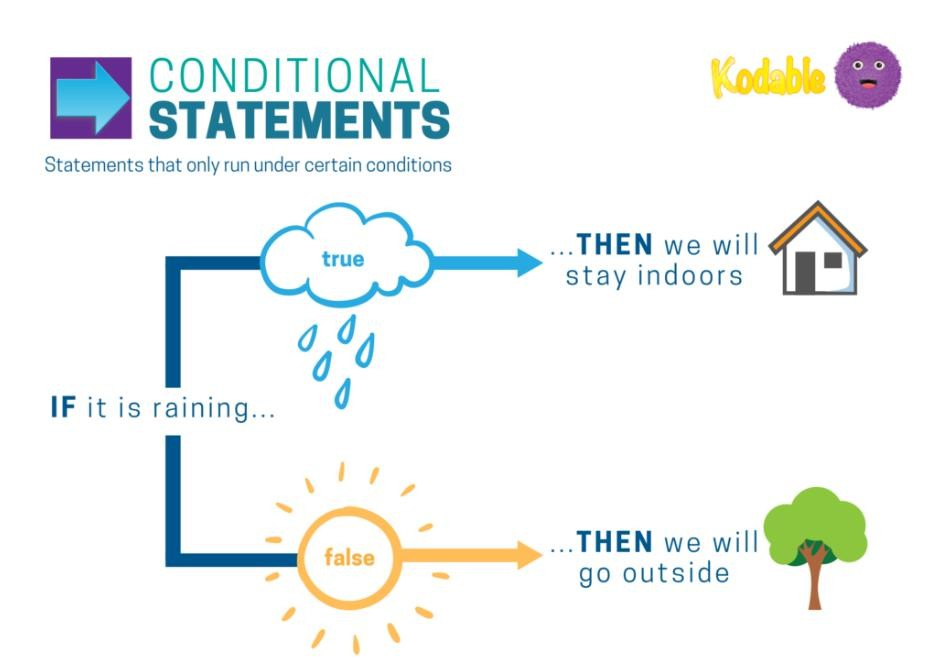 CONDITIONAL
STATEMENTS
Kodable
Statements that only run under certain conditions
true
...THEN we will
stay indoors
IF it is raining...
false
...THEN we will
go outside